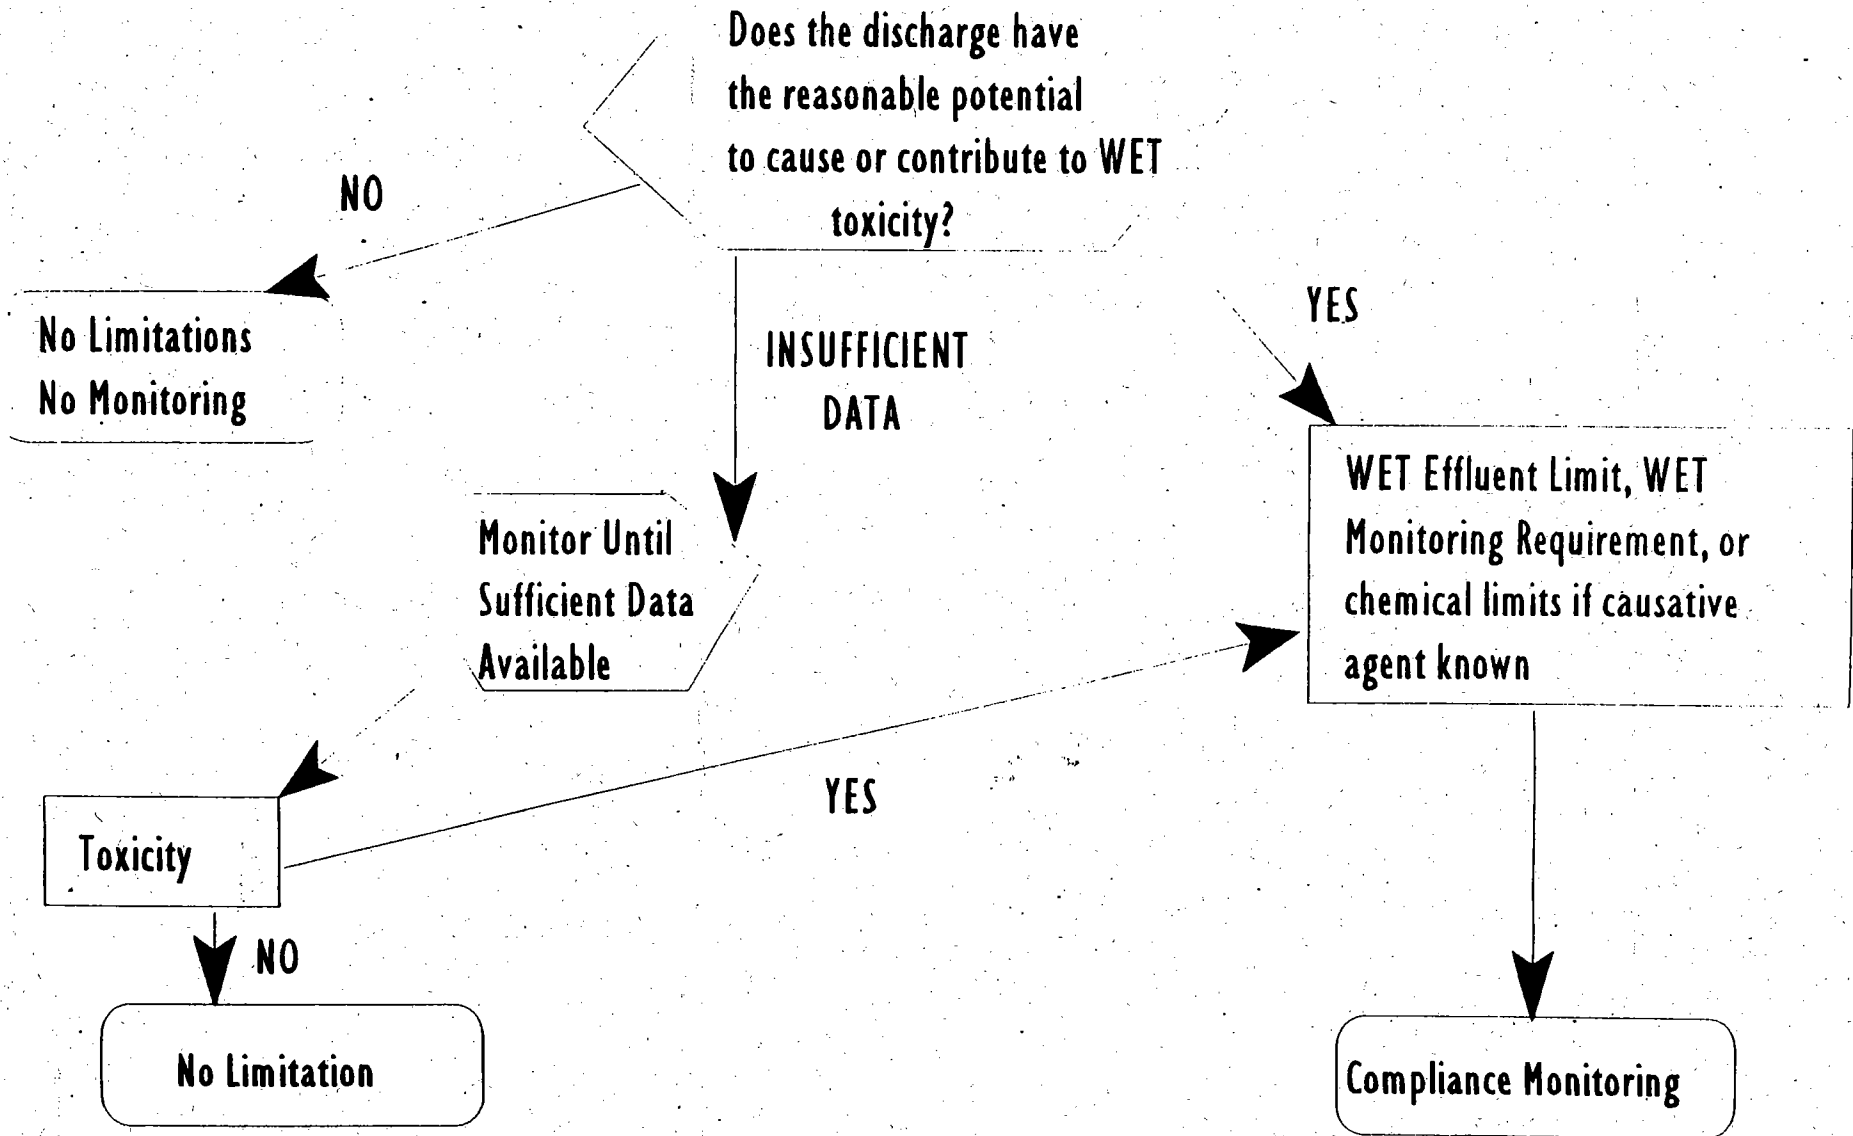 Does the discharge have
the reasonable potential
to cause or contribute to WET
toxicity?
NO
No Limitations
No Monitoring
INSUFFICIENT
DATA
YES
WET Effluent Limit, WET
Monitoring Requirement, or
chemical limits if causative
agent known
Monitor Until
Sufficient Data
Available
Toxicity
YES
NO
No Limitation
Compliance Monitoring